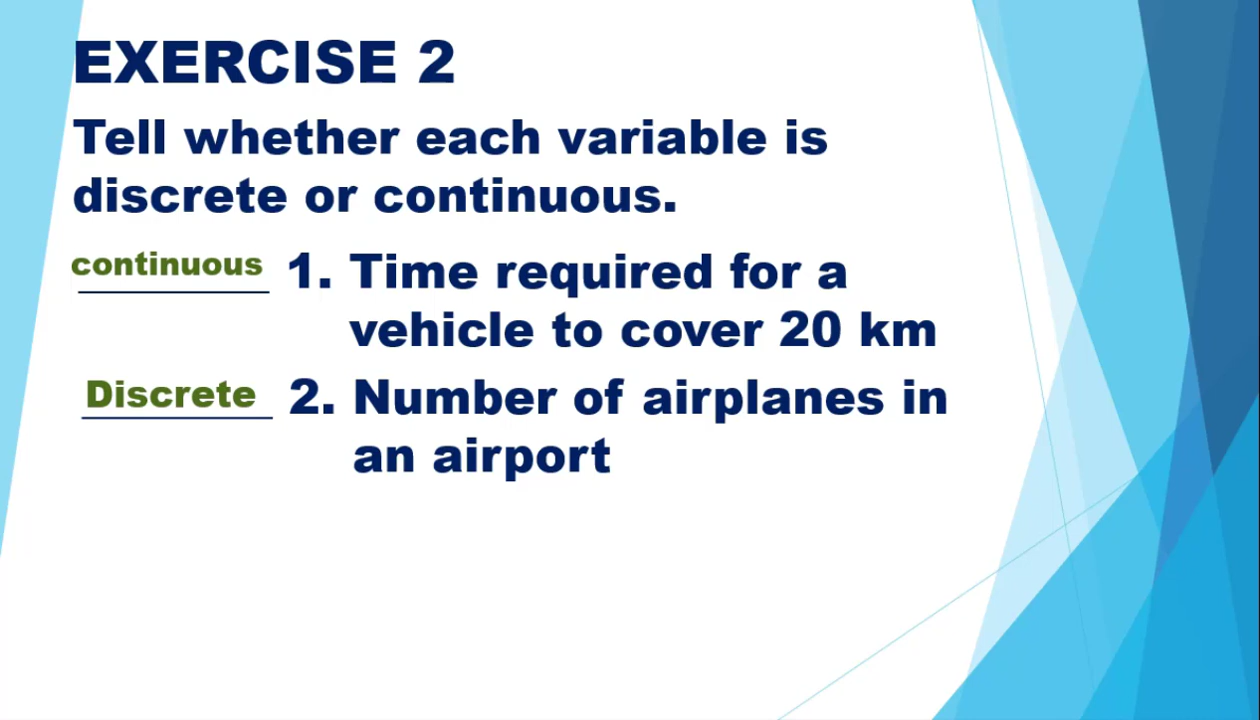 EXERCISE 2
Tell whether each variable is
discrete or continuous.
continuous 1. Time required for a
vehicle to cover 20 km
Discrete 2. Number of airplanes in
an airport